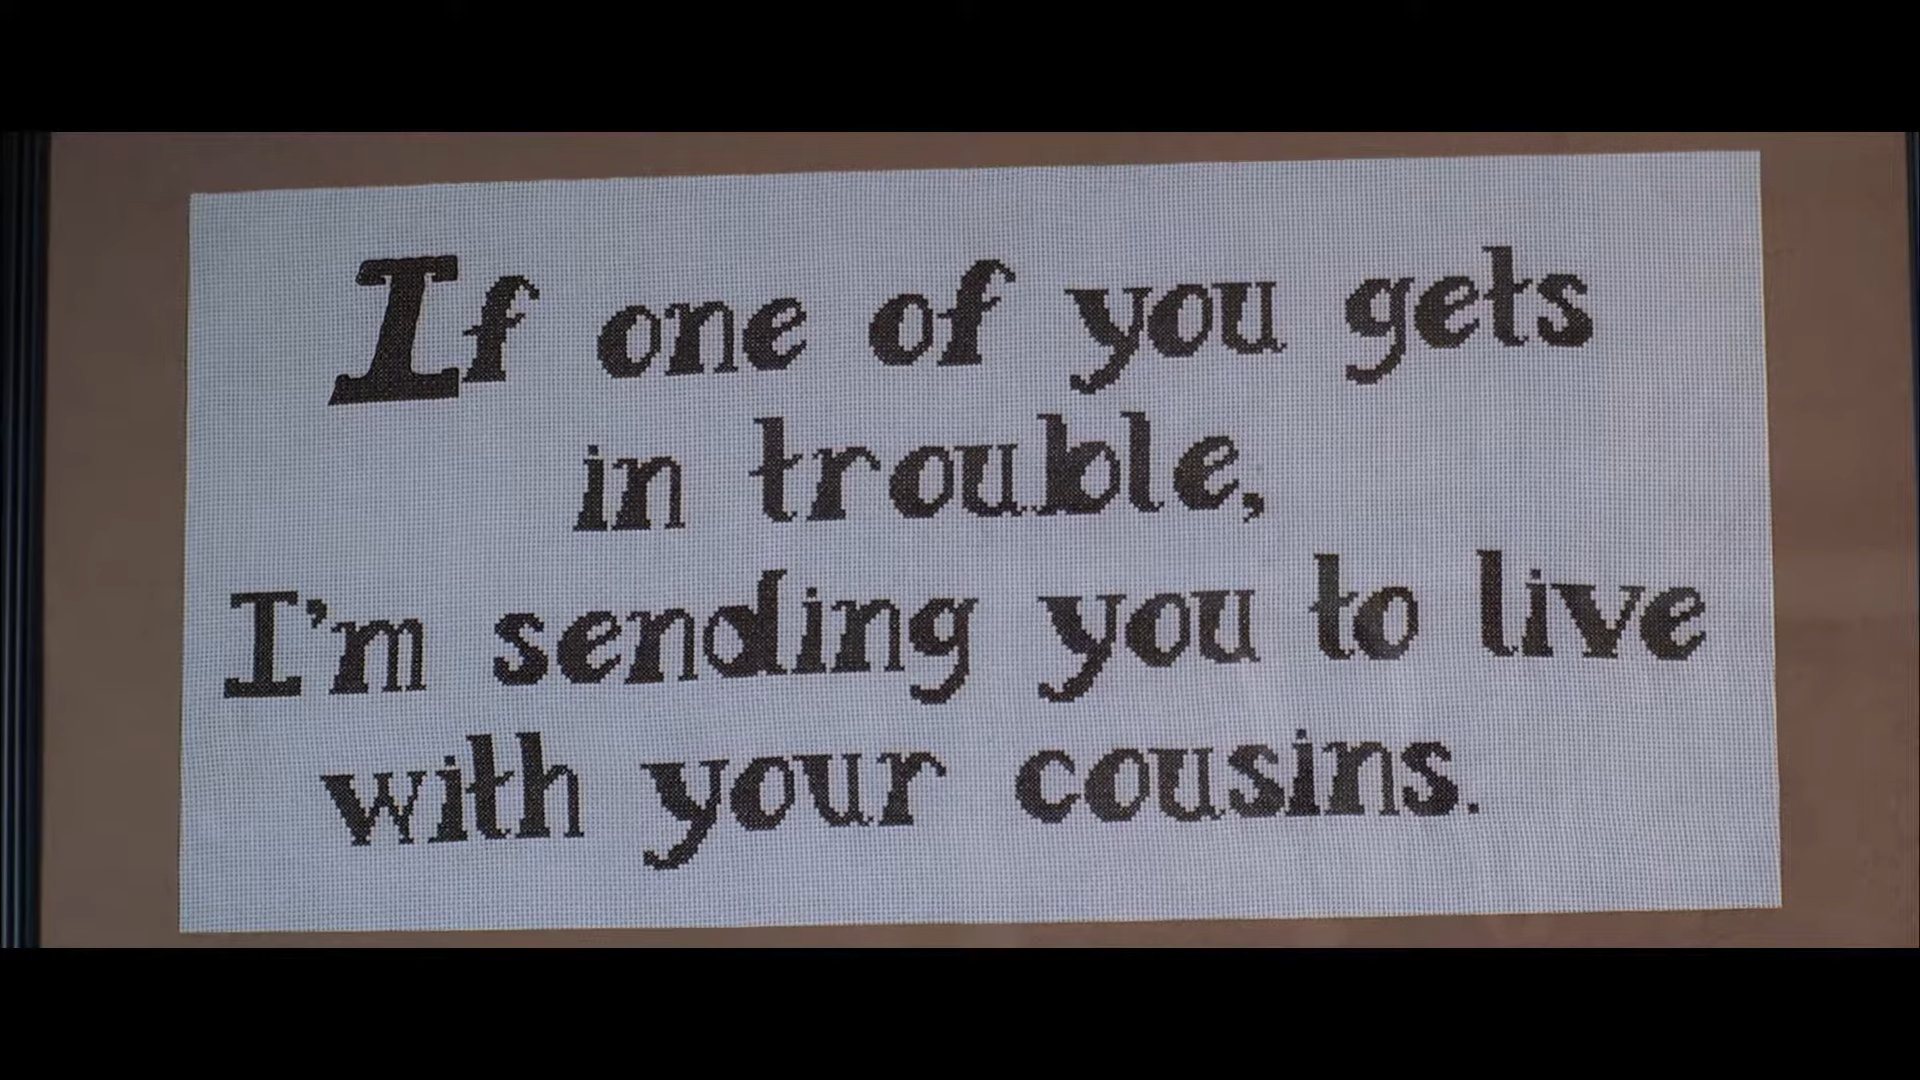 If one of you gets
in trouble,
I'm sending you to live
with your cousins.